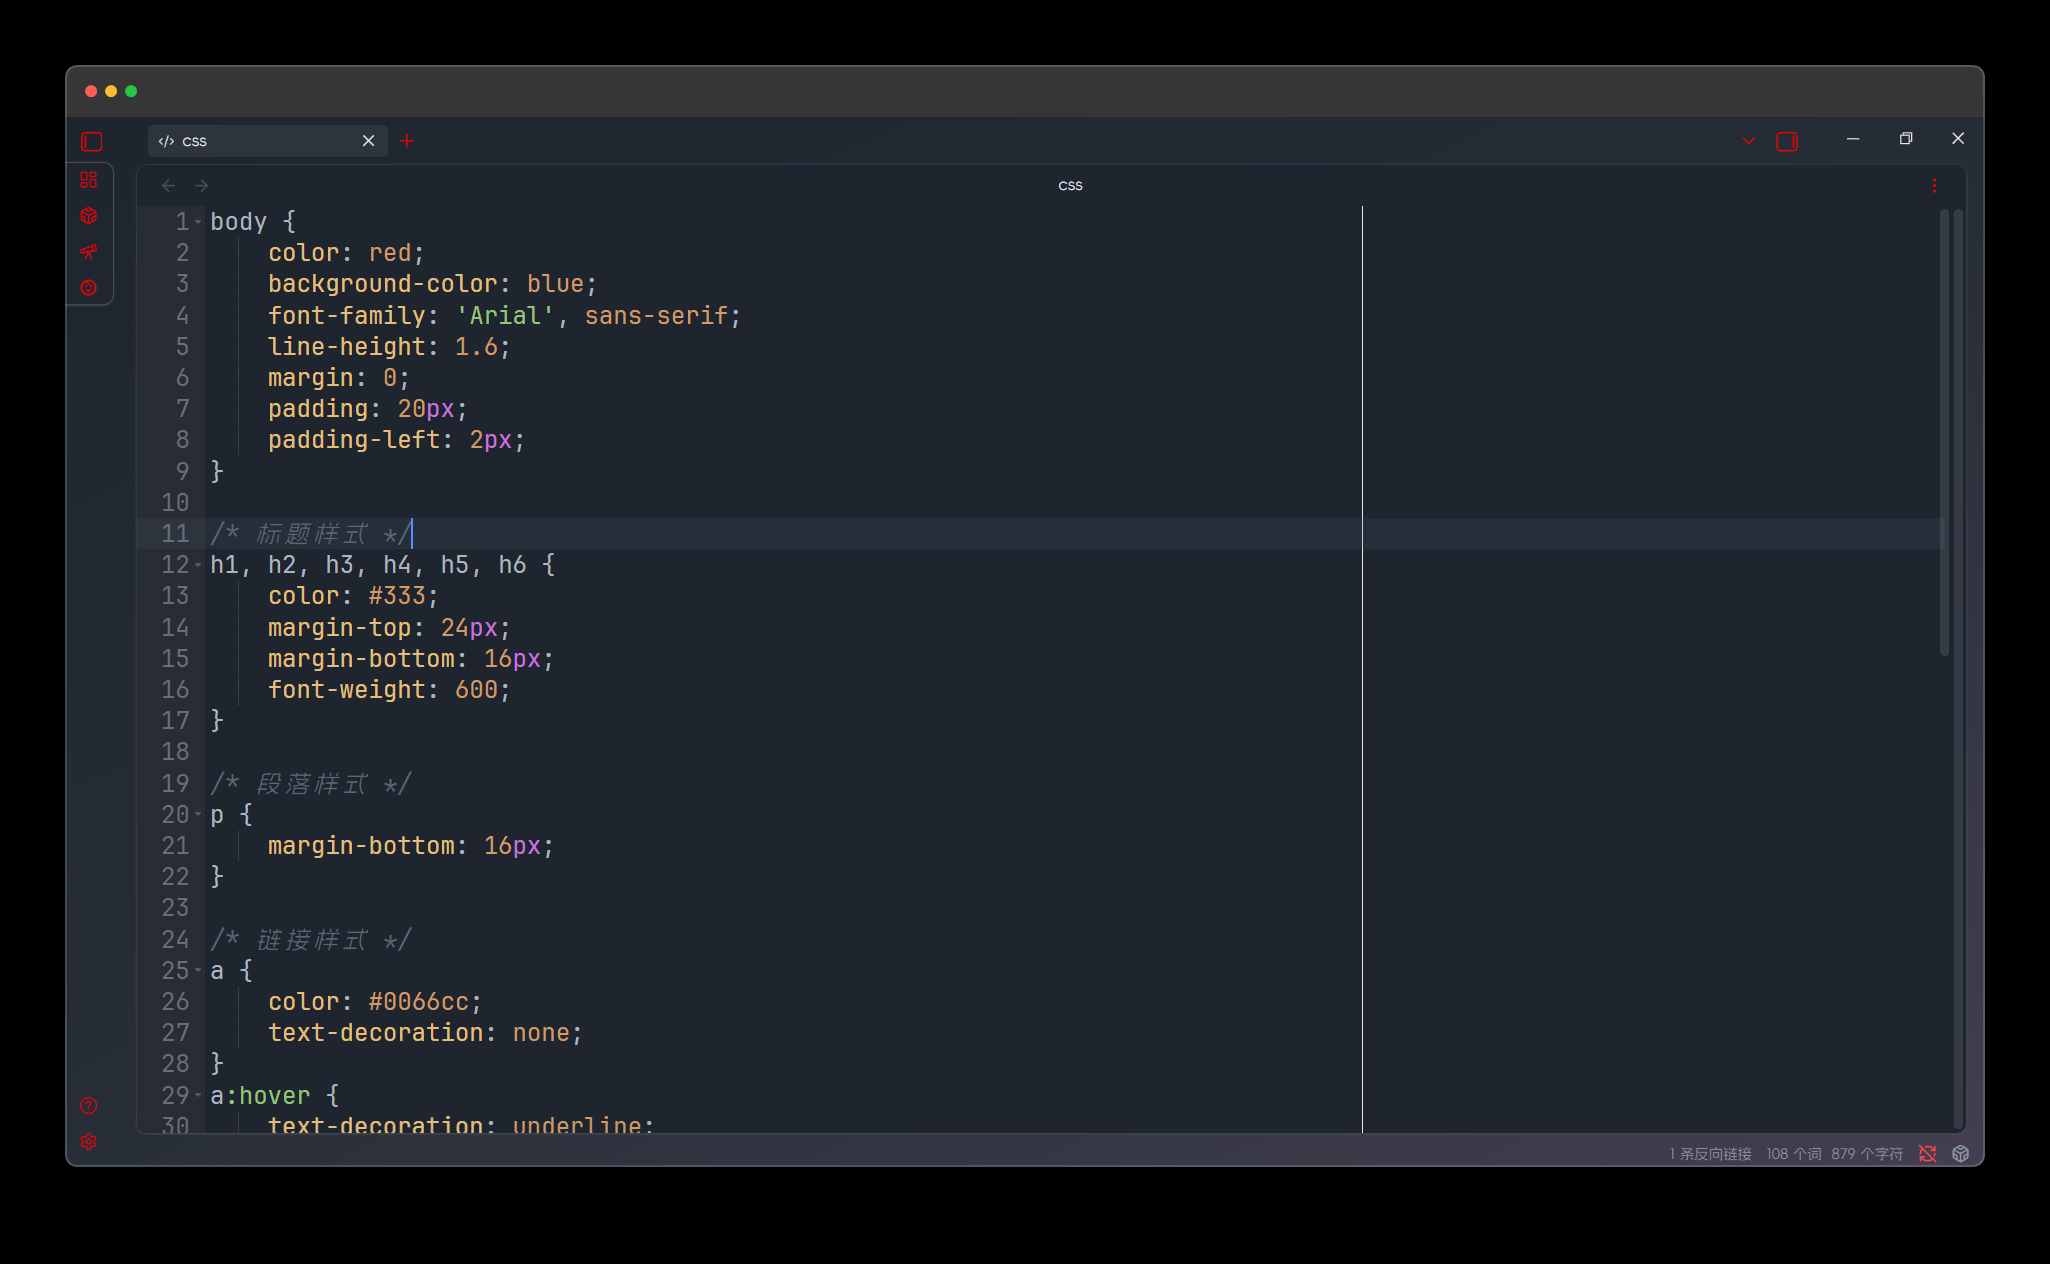 css
css
1 body {
2     color: red;
3     background-color: blue;
4     font-family: 'Arial', sans-serif;
5     line-height: 1.6;
6     margin: 0;
7     padding: 20px;
8     padding-left: 2px;
9 }
10
11 /* 标题样式 */
12 h1, h2, h3, h4, h5, h6 {
13     color: #333;
14     margin-top: 24px;
15     margin-bottom: 16px;
16     font-weight: 600;
17 }
18
19 /* 段落样式 */
20 p {
21     margin-bottom: 16px;
22 }
23
24 /* 链接样式 */
25 a {
26     color: #0066cc;
27     text-decoration: none;
28 }
29 a:hover {
30     text-decoration: underline;
1 条反向链接 108 个词 879 个字符